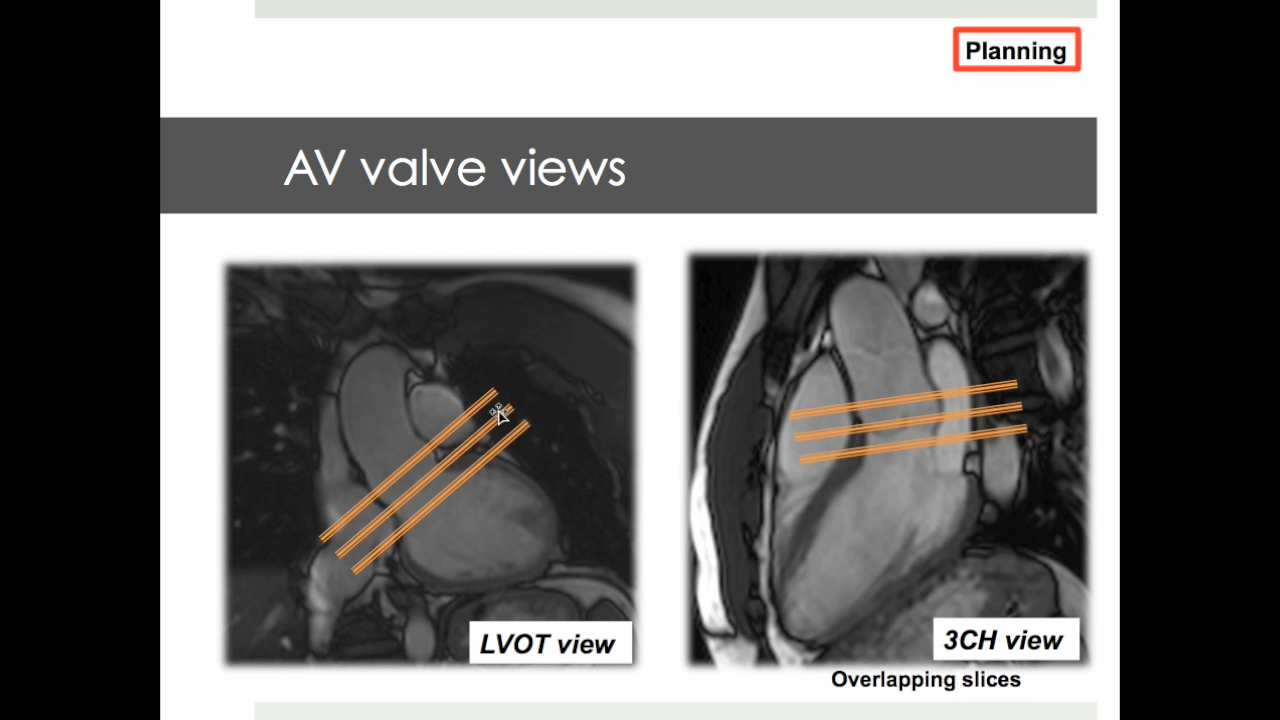 Planning
AV valve views
LVOT view
3CH view
Overlapping slices